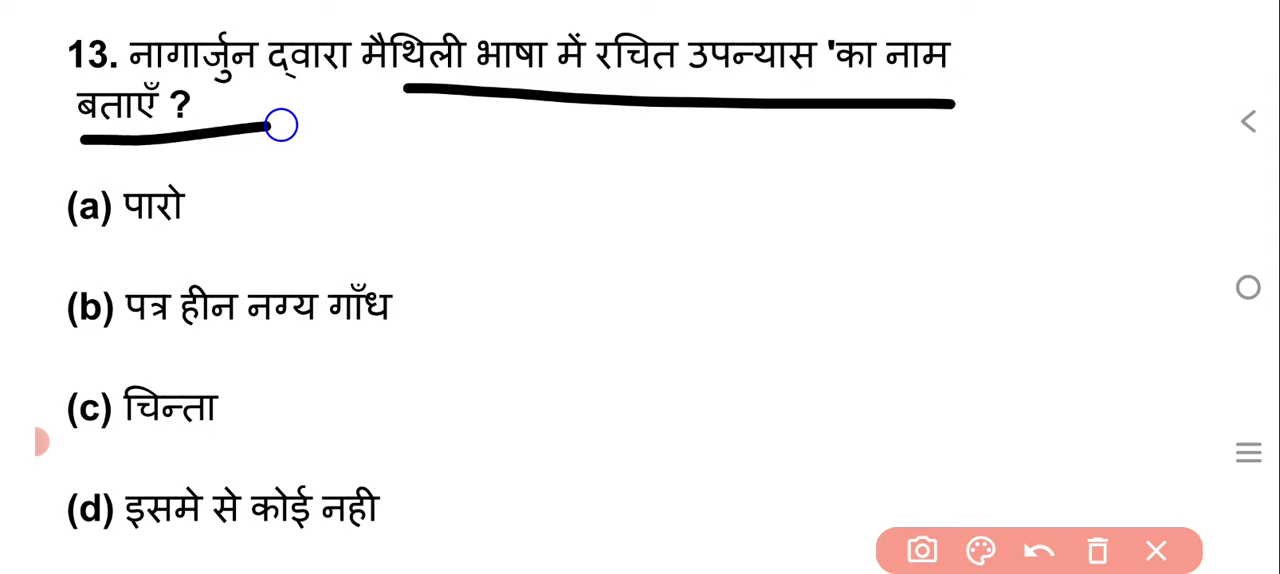 13. नागार्जुन द्वारा मैथिली भाषा में रचित उपन्यास 'का नाम
बताएँ ?
(a) पारो
(b) पत्र हीन नग्य गाँध
(c) चिन्ता
(d) इसमे से कोई नही